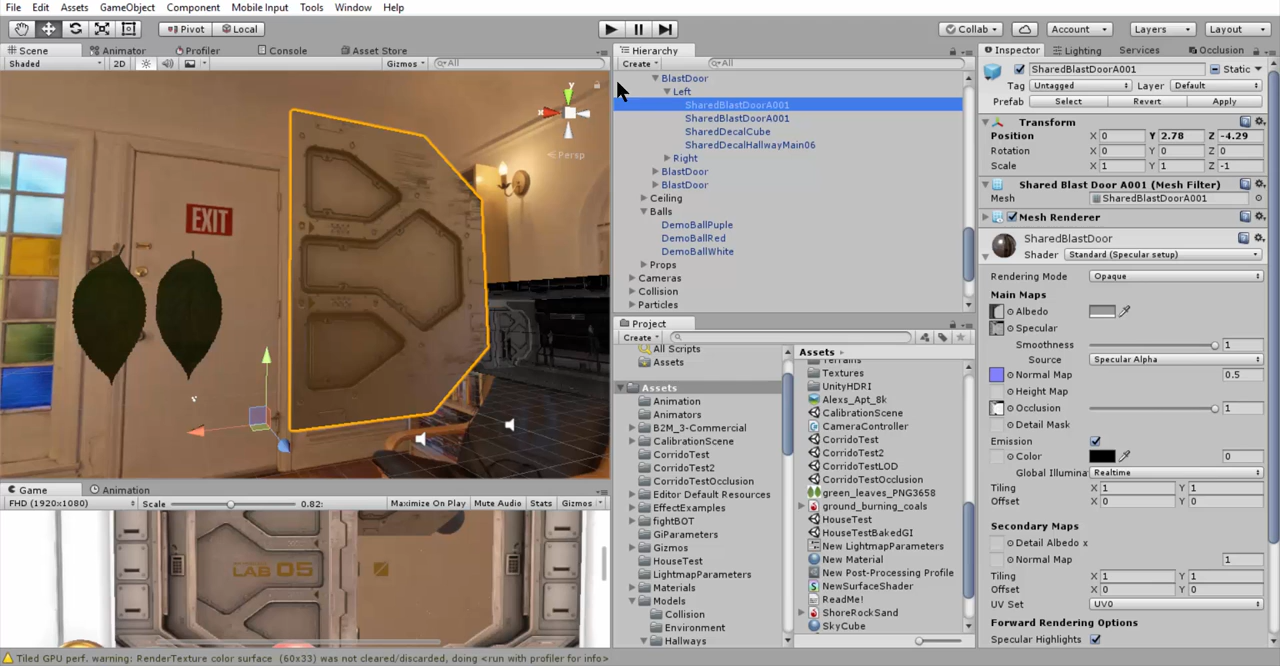 File Edit Assets GameObject Component Mobile Input Tools Window Help
Pivot Local Collab Account Layers Layout
Scene Animator Profiler Console Asset Store
Shaded 2D Gizmos All
EXIT
y
Persp
Game Animation
FHD (1920x1080) Scale 0.82: Maximize On Play Mute Audio Stats Gizmos
LAB 05
Hierarchy
Create All
BlastDoor
Left
SharedBlastDoorA001
SharedBlastDoorA001
SharedDecalCube
SharedDecalHallwayMain06
Right
BlastDoor
BlastDoor
Ceiling
Balls
DemoBallPuple
DemoBallRed
DemoBallWhite
Props
Cameras
Collision
Particles
Project
Create
All Scripts
Assets
Assets
Animation
Animators
B2M_3-Commercial
CalibrationScene
CorridoTest
CorridoTest2
CorridoTestOcclusion
Editor Default Resources
EffectExamples
fightBOT
GiParameters
Gizmos
HouseTest
LightmapParameters
Materials
Models
Collision
Environment
Hallways
Assets
Terrains
Textures
UnityHDRI
Alexs_Apt_8k
CalibrationScene
CameraController
CorridoTest
CorridoTest2
CorridoTestLOD
CorridoTestOcclusion
green_leaves_PNG3658
ground_burning_coals
HouseTest
HouseTestBakedGI
New LightmapParameters
New Material
New Post-Processing Profile
NewSurfaceShader
ReadMe!
ShoreRockSand
SkyCube
Inspector Lighting Services Occlusion
SharedBlastDoorA001 Static
Tag Untagged Layer Default
Prefab Select Revert Apply
Transform
Position X 0 Y 2.78 Z -4.29
Rotation X 0 Y 0 Z 0
Scale X 1 Y 1 Z -1
Shared Blast Door A001 (Mesh Filter)
Mesh SharedBlastDoorA001
Mesh Renderer
SharedBlastDoor
Shader Standard (Specular setup)
Rendering Mode Opaque
Main Maps
Albedo
Specular
Smoothness 1
Source Specular Alpha
Normal Map 0.5
Height Map
Occlusion 1
Detail Mask
Emission
Color 0
Global Illumina Realtime
Tiling X 1 Y 1
Offset X 0 Y 0
Secondary Maps
Detail Albedo x
Normal Map 1
Tiling X 1 Y 1
Offset X 0 Y 0
UV Set UV0
Forward Rendering Options
Specular Highlights
Tiled GPU perf. warning: RenderTexture color surface (60x33) was not cleared/discarded, doing <run with profiler for info>